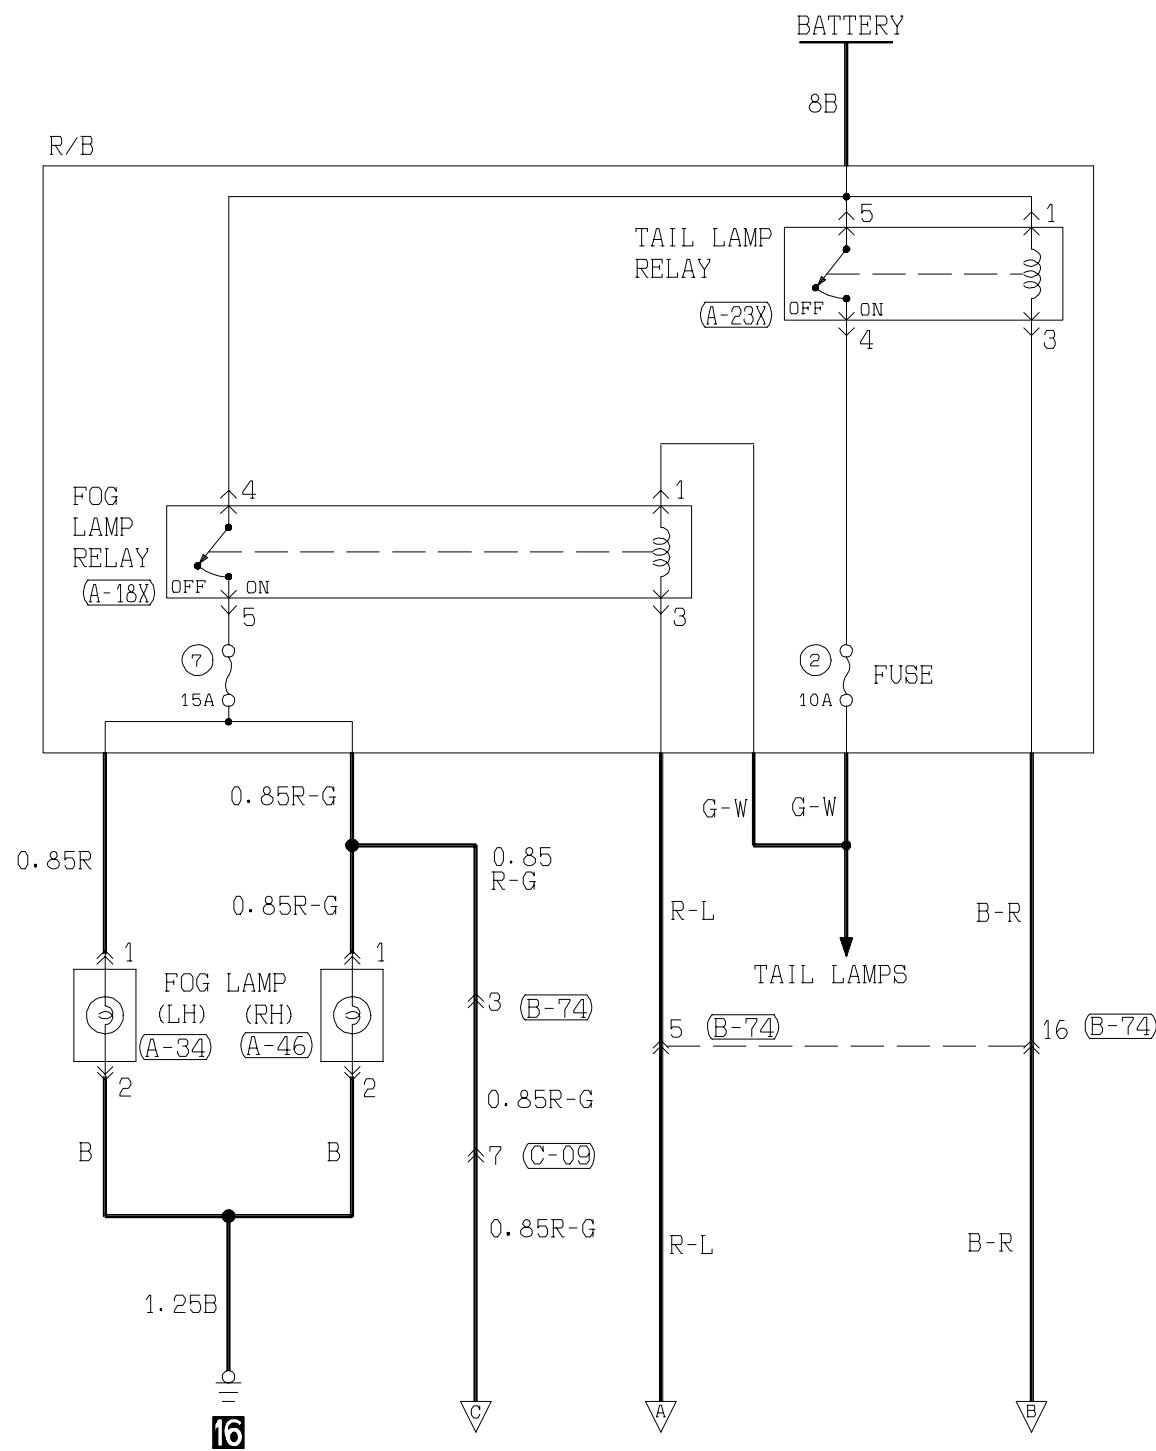 BATTERY
8B
R/B
5
1
TAIL LAMP
RELAY
(A-23X)
OFF
ON
4
3
4
1
FOG
LAMP
RELAY
(A-18X)
OFF
ON
5
3
7
2
FUSE
15A
10A
0.85R-G
G-W
G-W
0.85R
0.85
R-G
0.85R-G
R-L
B-R
1
1
FOG LAMP
(LH)
(RH)
(A-34)
(A-46)
TAIL LAMPS
3
(B-74)
5
(B-74)
16
(B-74)
2
2
0.85R-G
B
B
7
(C-09)
0.85R-G
R-L
B-R
1.25B
C
A
B
16